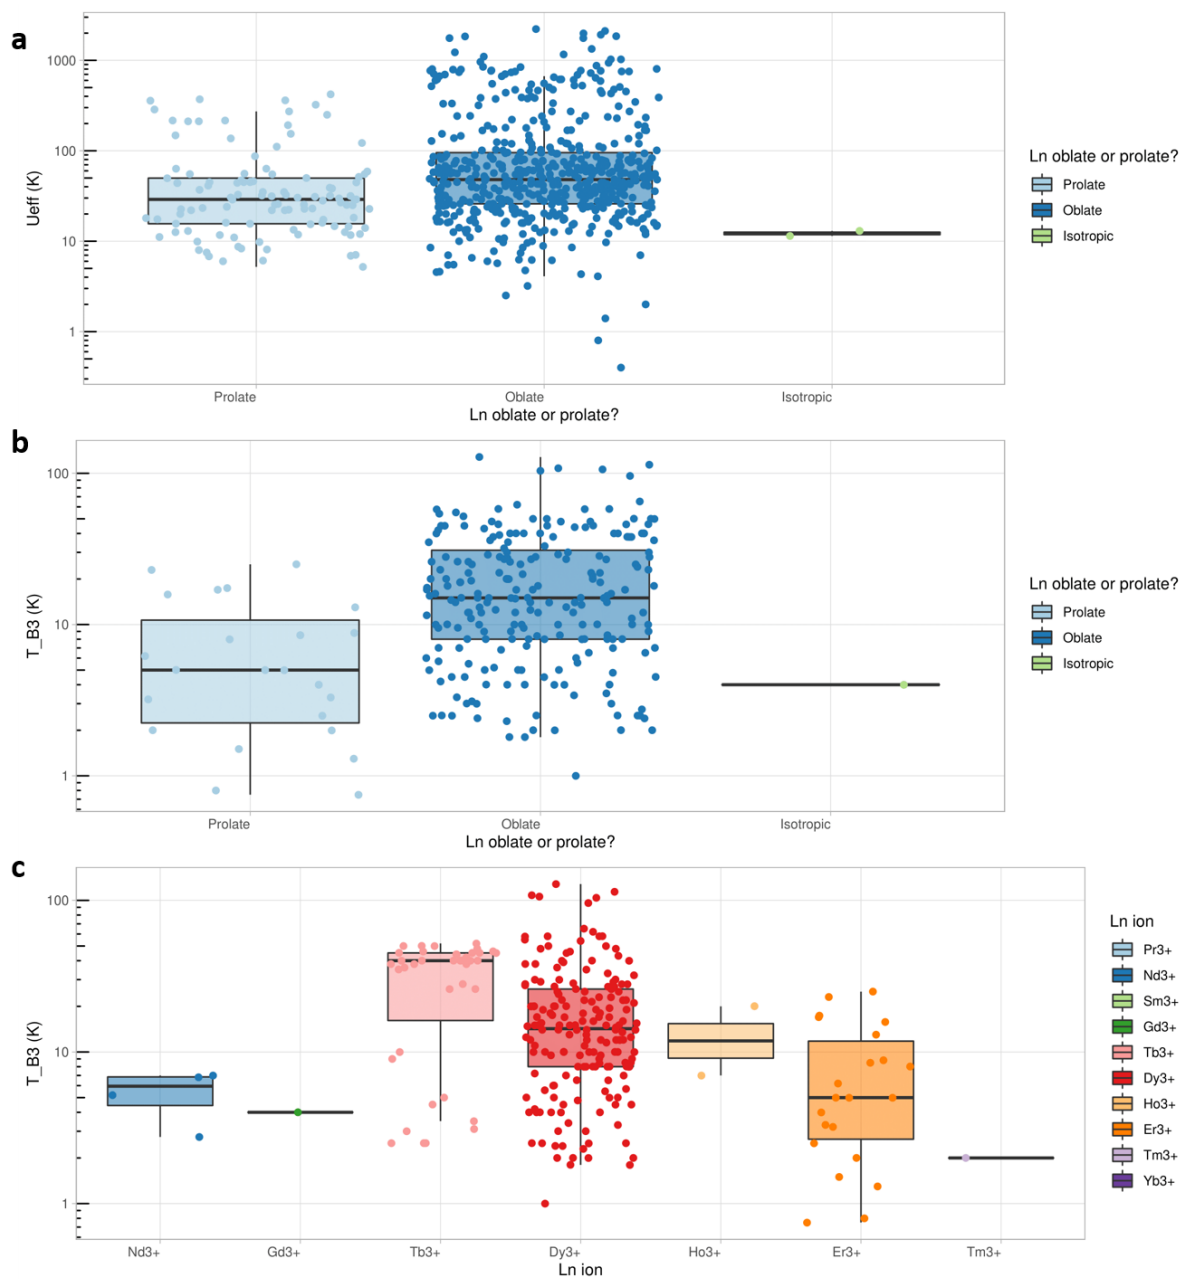 a
1000
100
10
1
Ueff (K)
Prolate
Oblate
Isotropic
Ln oblate or prolate?
Ln oblate or prolate?
Prolate
Oblate
Isotropic
b
100
10
1
T_B3 (K)
Prolate
Oblate
Isotropic
Ln oblate or prolate?
Ln oblate or prolate?
Prolate
Oblate
Isotropic
c
100
10
1
T_B3 (K)
Nd3+
Gd3+
Tb3+
Dy3+
Ho3+
Er3+
Tm3+
Ln ion
Ln ion
Pr3+
Nd3+
Sm3+
Gd3+
Tb3+
Dy3+
Ho3+
Er3+
Tm3+
Yb3+